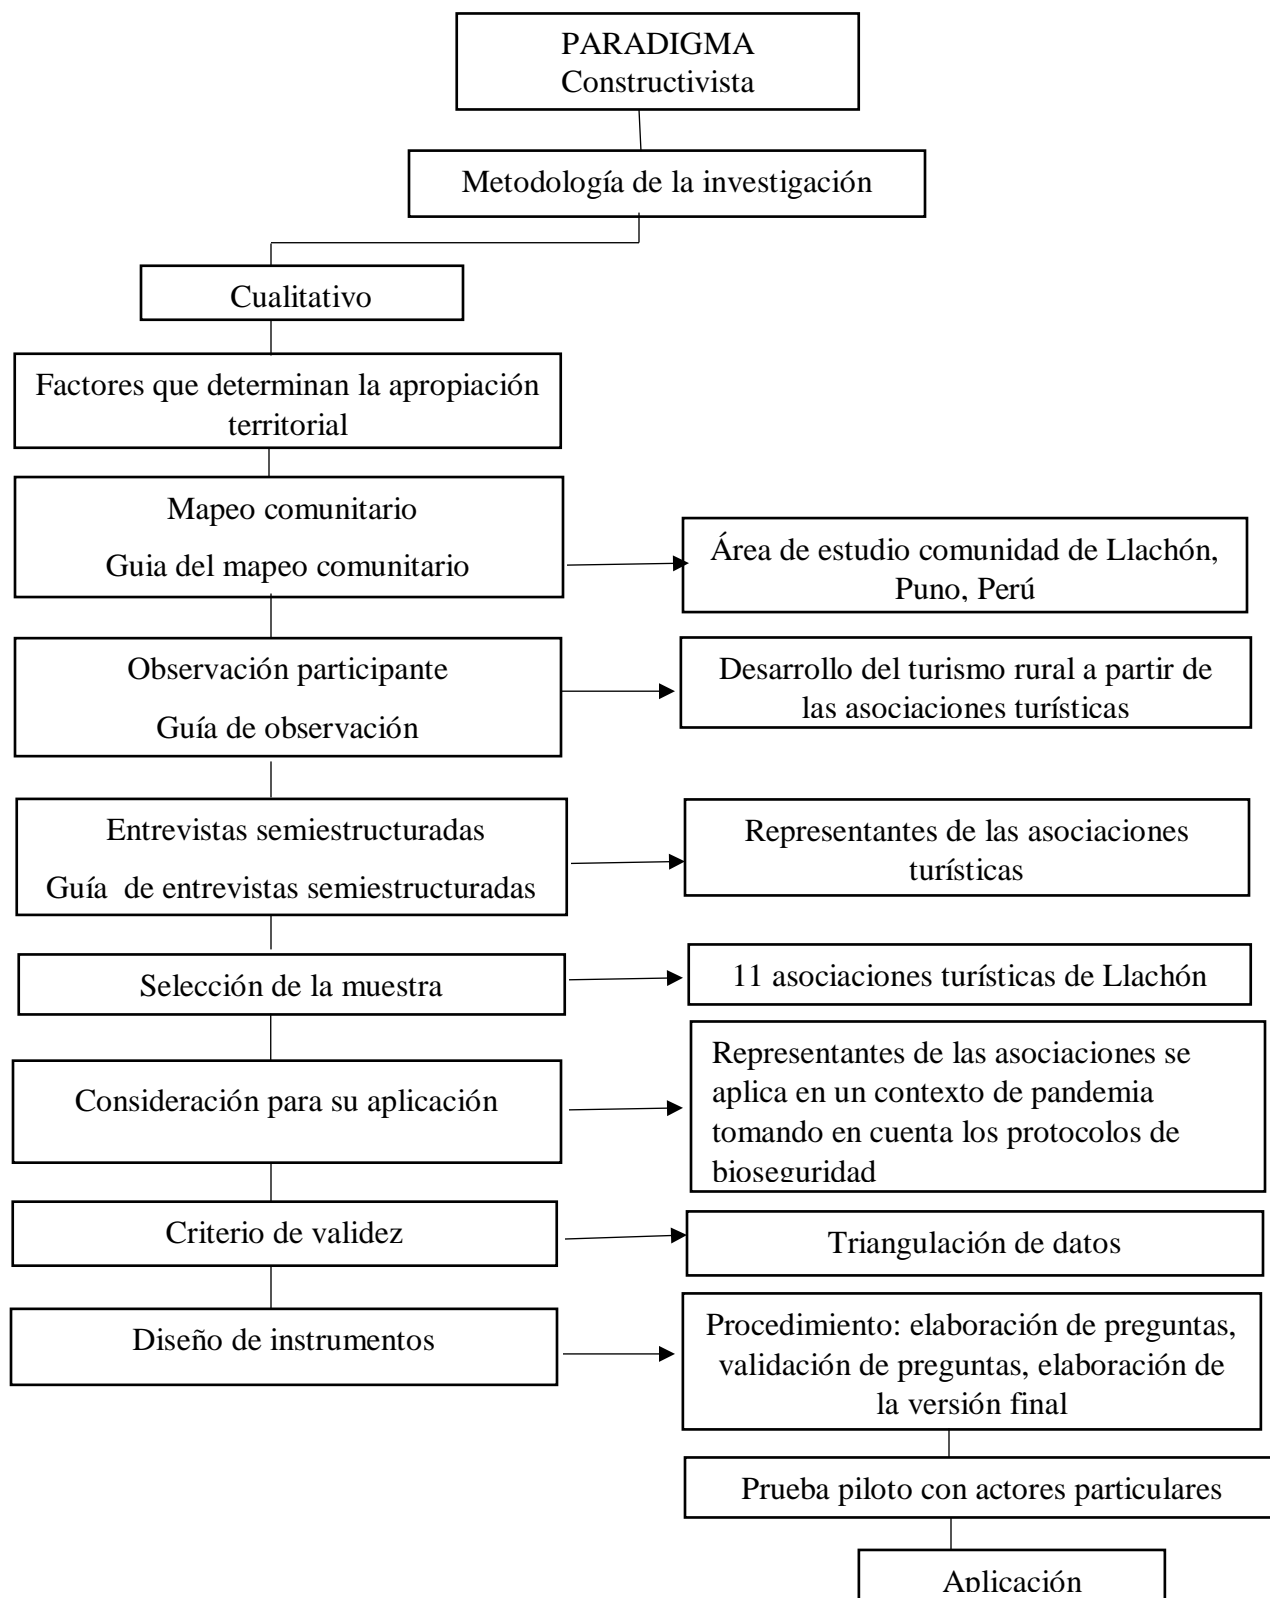 PARADIGMA
Constructivista
Metodología de la investigación
Cualitativo
Factores que determinan la apropiación
territorial
Mapeo comunitario
Guia del mapeo comunitario
Área de estudio comunidad de Llachón,
Puno, Perú
Observación participante
Guía de observación
Desarrollo del turismo rural a partir de
las asociaciones turísticas
Entrevistas semiestructuradas
Guía de entrevistas semiestructuradas
Representantes de las asociaciones
turísticas
Selección de la muestra
11 asociaciones turísticas de Llachón
Consideración para su aplicación
Representantes de las asociaciones se
aplica en un contexto de pandemia
tomando en cuenta los protocolos de
bioseguridad
Criterio de validez
Triangulación de datos
Diseño de instrumentos
Procedimiento: elaboración de preguntas,
validación de preguntas, elaboración de
la versión final
Prueba piloto con actores particulares
Aplicación